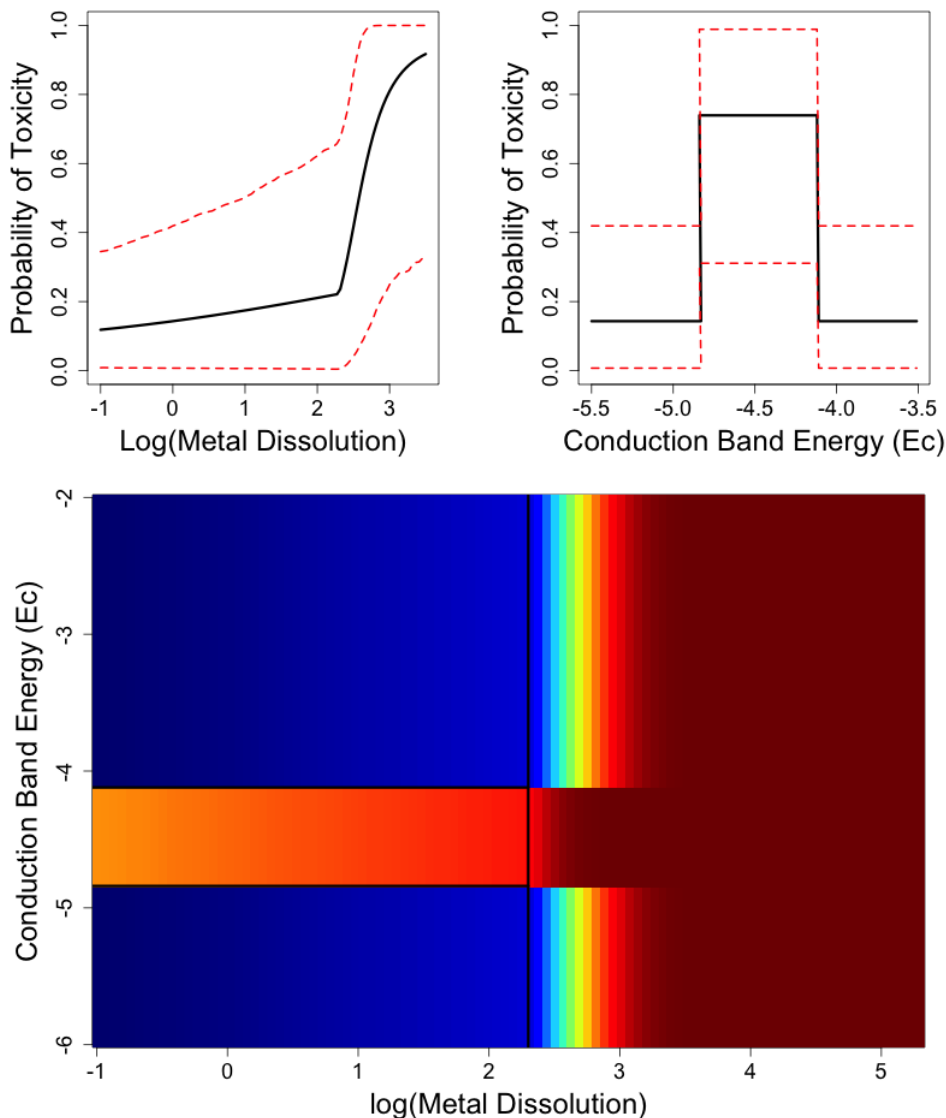 Probability of Toxicity
0.0 0.2 0.4 0.6 0.8 1.0
-1 0 1 2 3
Log(Metal Dissolution)
Probability of Toxicity
0.0 0.2 0.4 0.6 0.8 1.0
-5.5 -5.0 -4.5 -4.0 -3.5
Conduction Band Energy (Ec)
Conduction Band Energy (Ec)
-6 -5 -4 -3 -2
-1 0 1 2 3 4 5
log(Metal Dissolution)